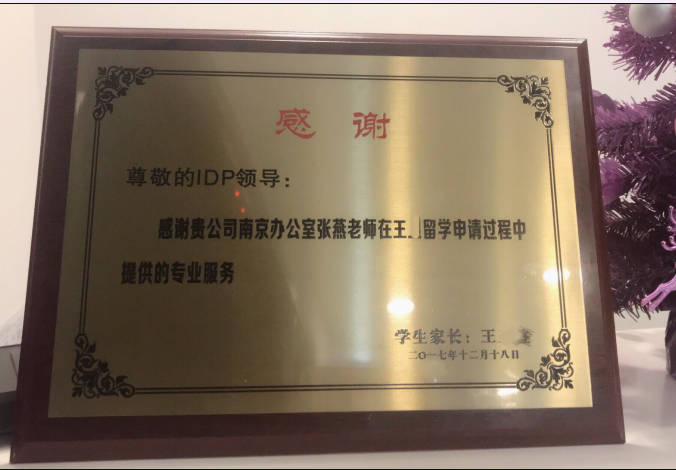 感谢
尊敬的IDP领导：
感谢贵公司南京办公室张燕老师在王留学申请过程中
提供的专业服务
学生家长：王
二〇一七年十二月十八日